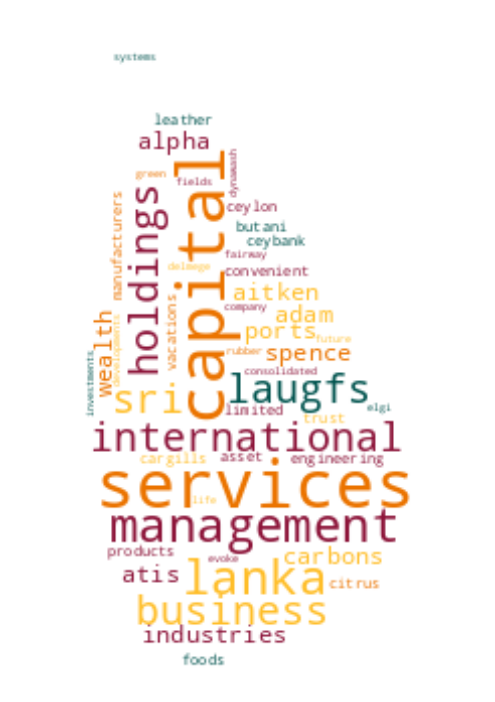 systems
leather
alpha
green
fields
dynawash
capital
holdings
manufacturers
ceylon
butani
ceybank
fairway
delmege
convenient
aitken
company
adam
ports
future
vacations
wealth
developments
investments
rubber
spence
consolidated
laugfs
sri
limited
elgi
trust
international
cargills
asset
engineering
services
life
management
products
evoke
carbons
atis
lanka
citrus
business
industries
foods